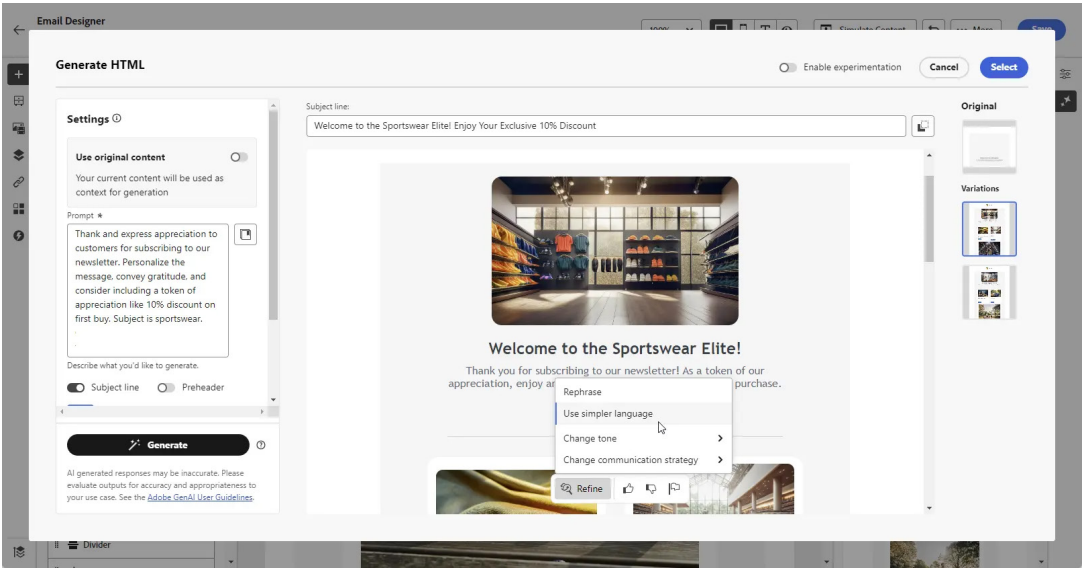 Email Designer
100%
Simulate Content
More
Save
Generate HTML
Enable experimentation
Cancel
Select
Settings
Use original content
Your current content will be used as
context for generation
Prompt *
Thank and express appreciation to
customers for subscribing to our
newsletter. Personalize the
message, convey gratitude, and
consider including a token of
appreciation like 10% discount on
first buy. Subject is sportswear.
.
.
Describe what you'd like to generate.
Subject line
Preheader
Generate
AI generated responses may be inaccurate. Please
evaluate outputs for accuracy and appropriateness to
your use case. See the Adobe GenAI User Guidelines.
Subject line:
Welcome to the Sportswear Elite! Enjoy Your Exclusive 10% Discount
Welcome to the Sportswear Elite!
Thank you for subscribing to our newsletter! As a token of our
appreciation, enjoy purchase.
Rephrase
Use simpler language
Change tone
Change communication strategy
Refine
Original
Variations
Divider